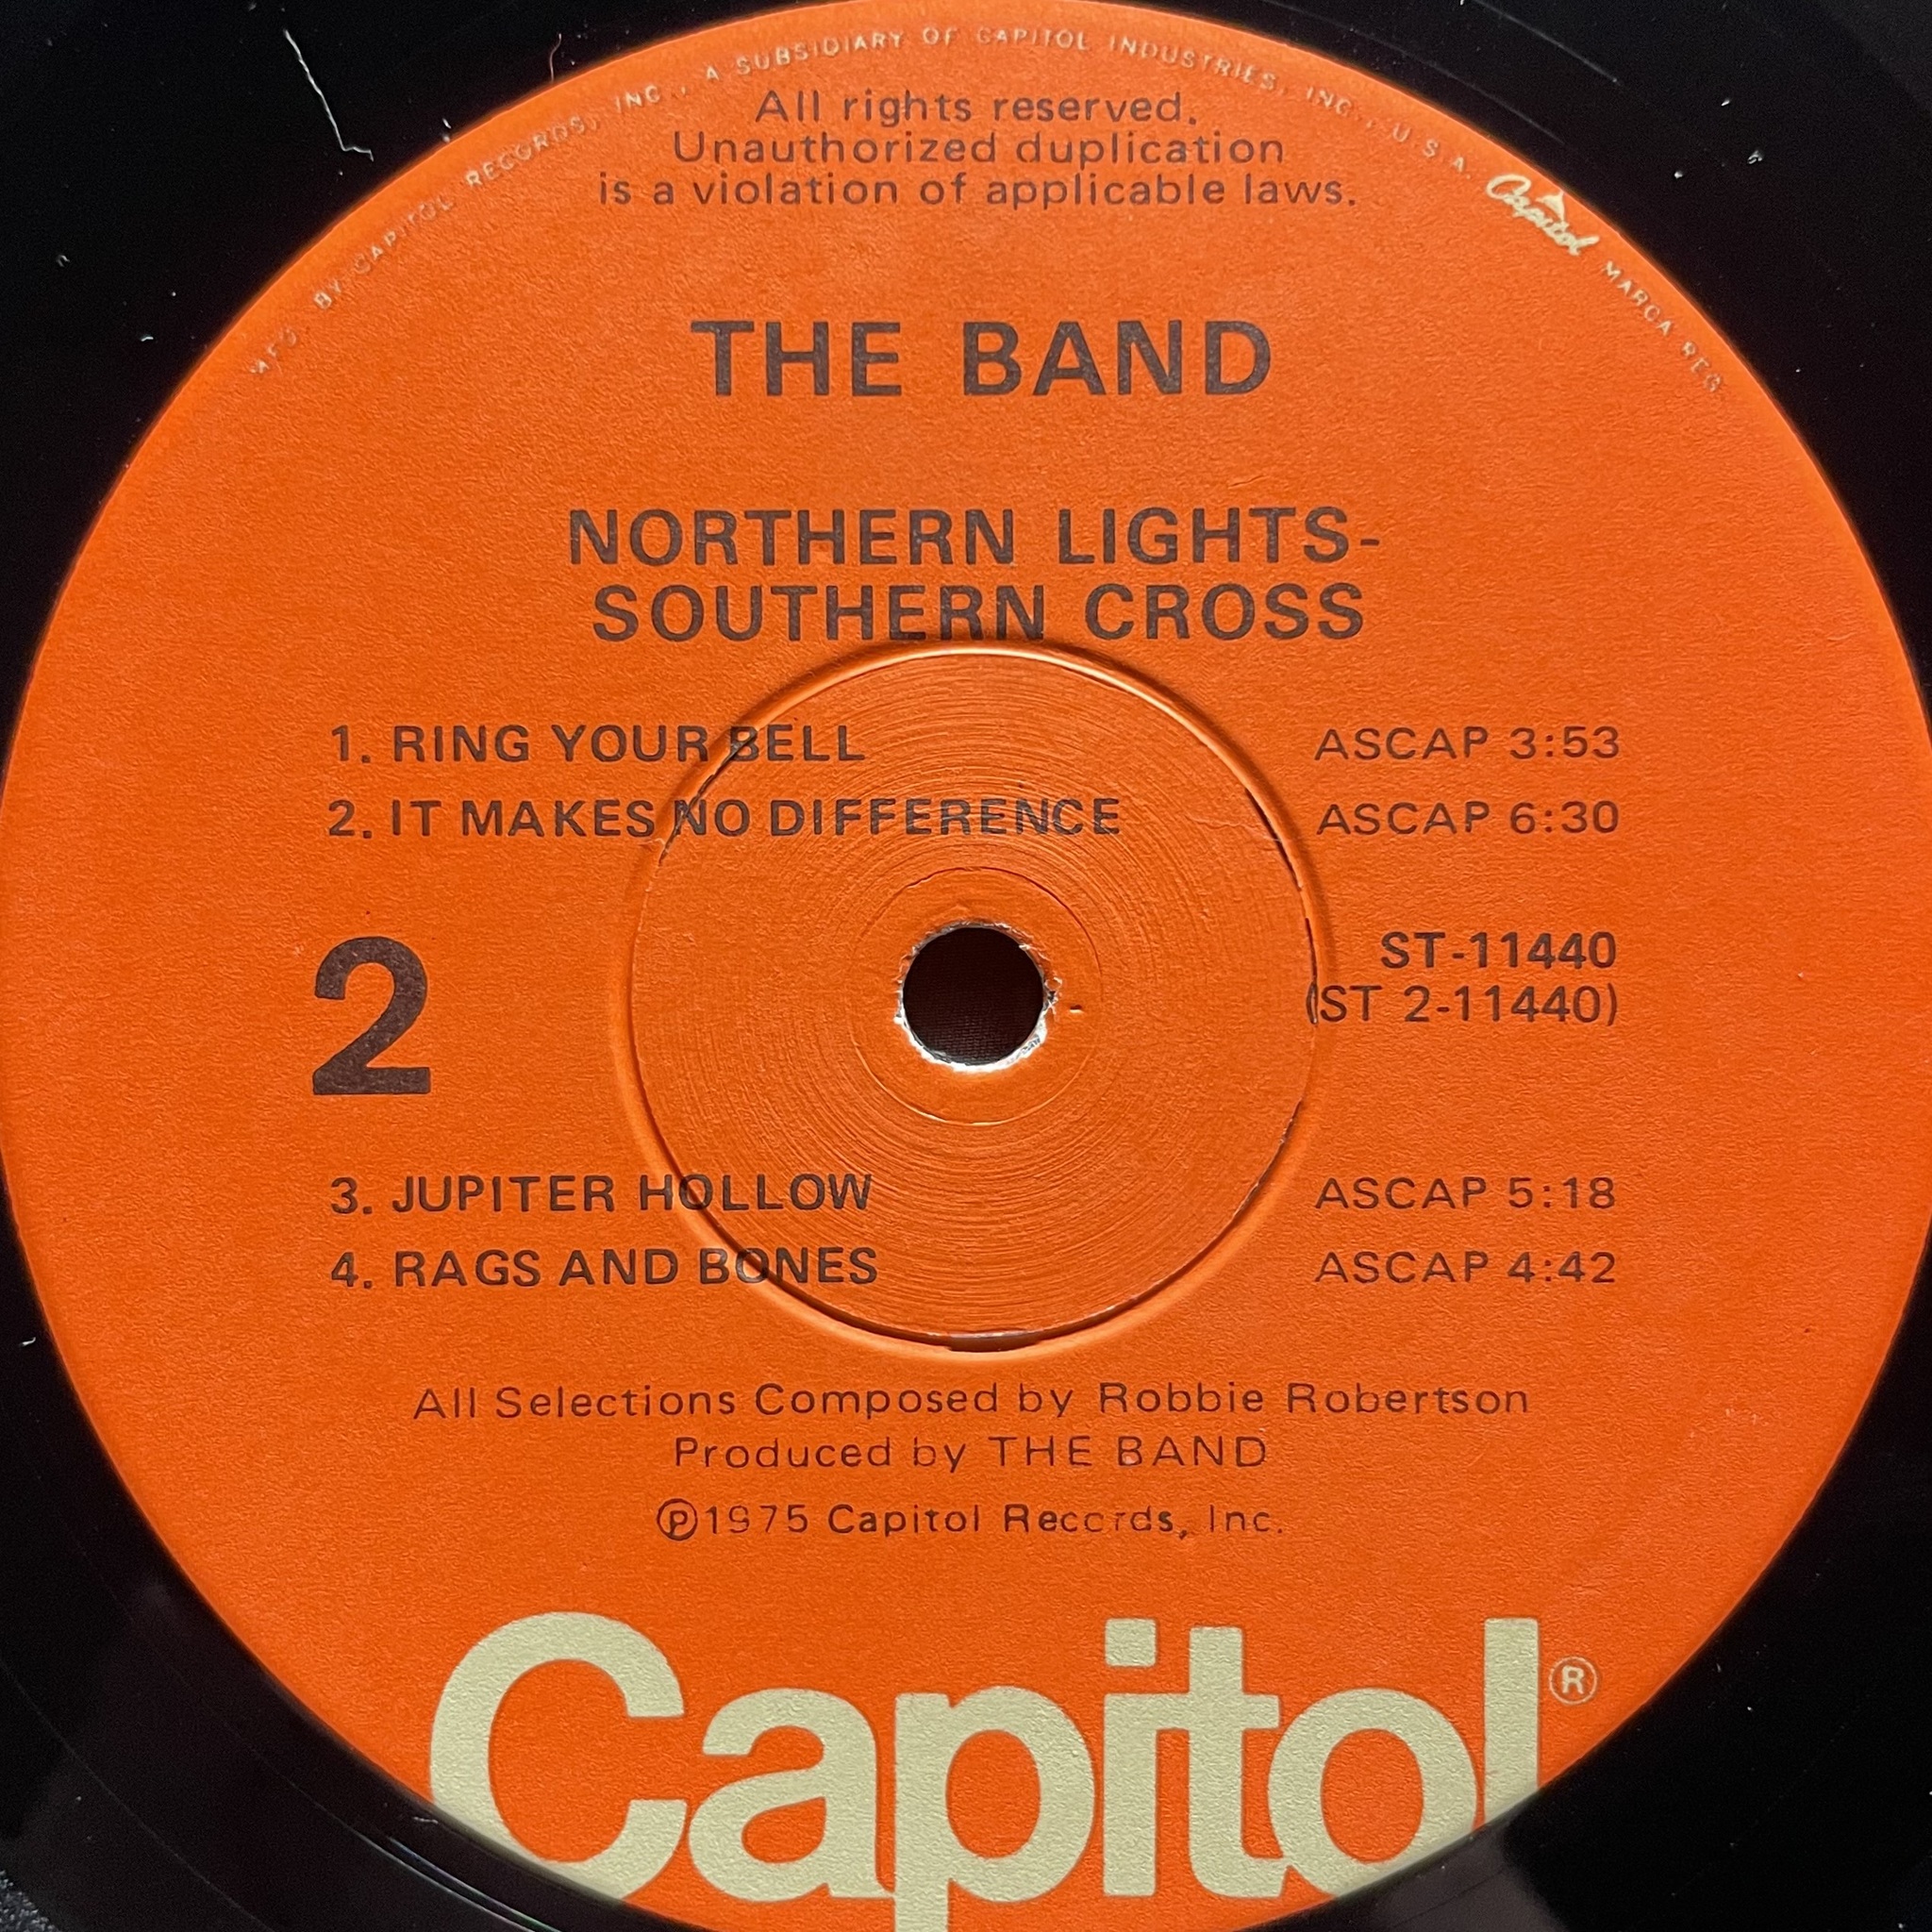 MFG. BY CAPITOL RECORDS, INC., A SUBSIDIARY OF CAPITOL INDUSTRIES, INC., U.S.A. Capitol MARCA REG.
All rights reserved.
Unauthorized duplication
is a violation of applicable laws.
THE BAND
NORTHERN LIGHTS-
SOUTHERN CROSS
1. RING YOUR BELL ASCAP 3:53
2. IT MAKES NO DIFFERENCE ASCAP 6:30
2
ST-11440
(ST 2-11440)
3. JUPITER HOLLOW ASCAP 5:18
4. RAGS AND BONES ASCAP 4:42
All Selections Composed by Robbie Robertson
Produced by THE BAND
℗1975 Capitol Records, Inc.
Capitol®